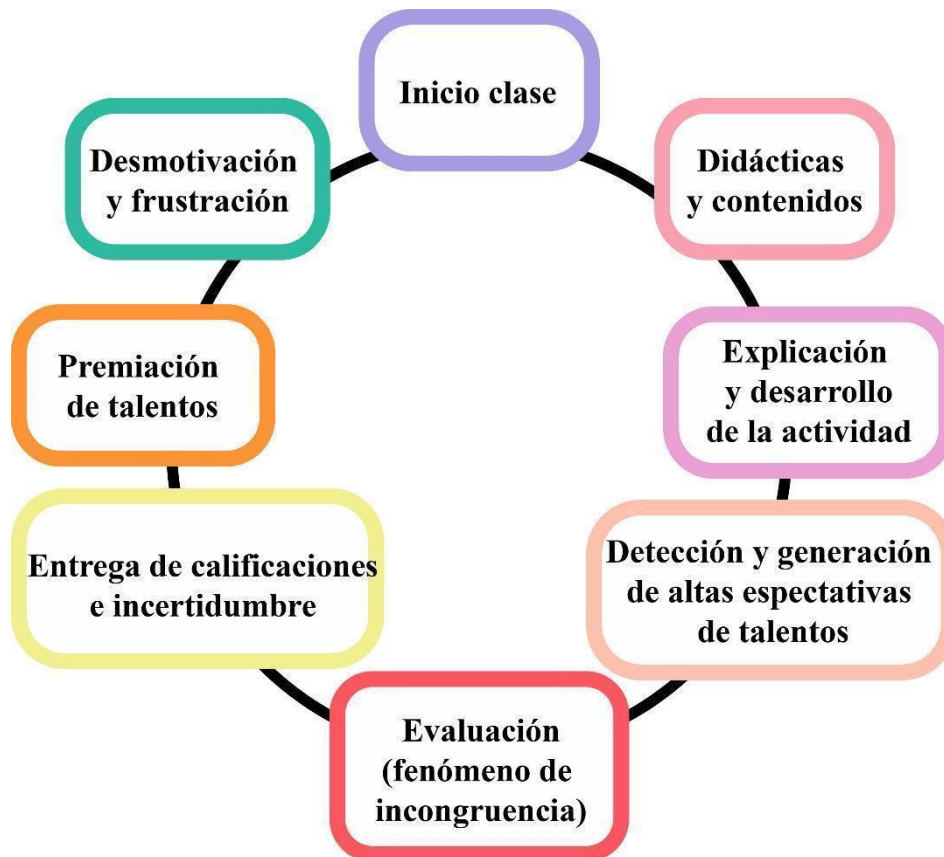 Inicio clase
Didácticas
y contenidos
Explicación
y desarrollo
de la actividad
Detección y generación
de altas espectativas
de talentos
Evaluación
(fenómeno de
incongruencia)
Entrega de calificaciones
e incertidumbre
Premiación
de talentos
Desmotivación
y frustración